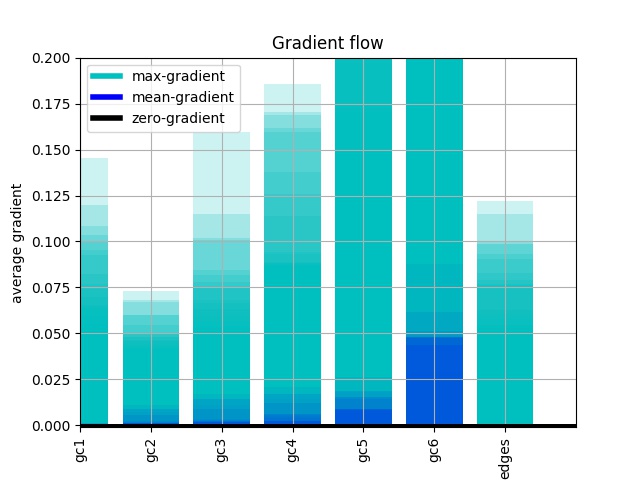 Gradient flow
max-gradient
mean-gradient
zero-gradient
average gradient
0.200
0.175
0.150
0.125
0.100
0.075
0.050
0.025
0.000
gc1
gc2
gc3
gc4
gc5
gc6
edges